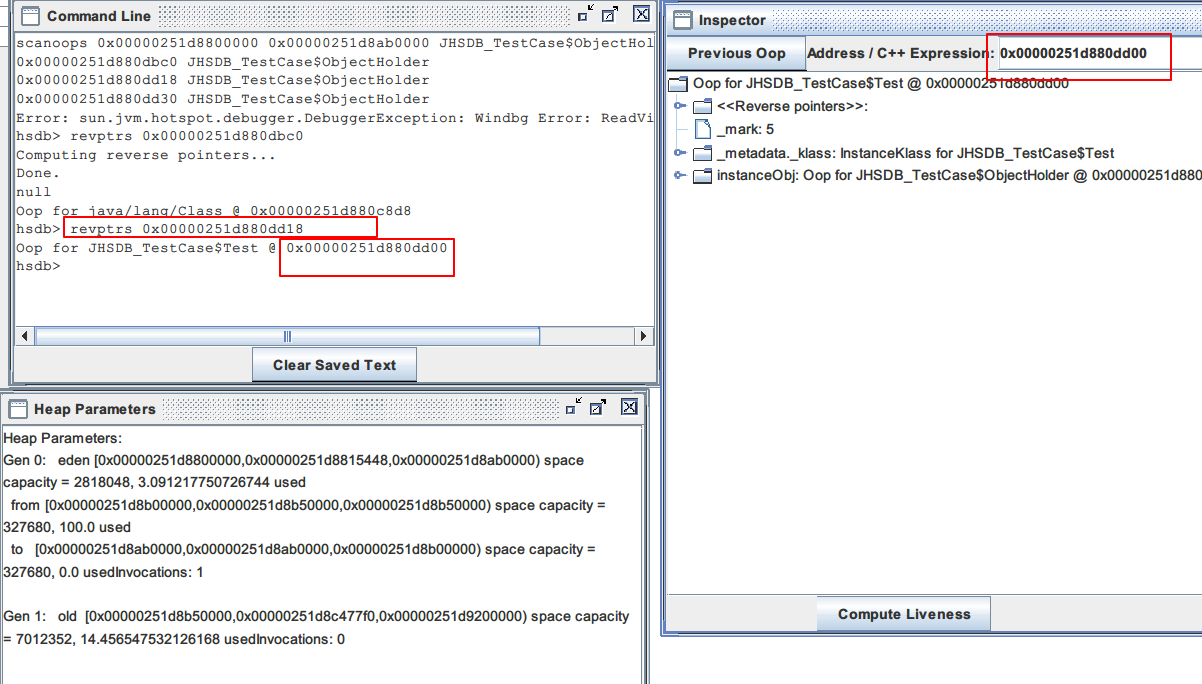 Command Line
scanoops 0x00000251d8800000 0x00000251d8ab0000 JHSDB_TestCase$ObjectHol
0x00000251d880dbc0 JHSDB_TestCase$ObjectHolder
0x00000251d880dd18 JHSDB_TestCase$ObjectHolder
0x00000251d880dd30 JHSDB_TestCase$ObjectHolder
Error: sun.jvm.hotspot.debugger.DebuggerException: Windbg Error: ReadVi
hsdb> revptrs 0x00000251d880dbc0
Computing reverse pointers...
Done.
null
Oop for java/lang/Class @ 0x00000251d880c8d8
hsdb> revptrs 0x00000251d880dd18
Oop for JHSDB_TestCase$Test @ 0x00000251d880dd00
hsdb>
Clear Saved Text
Heap Parameters
Heap Parameters:
Gen 0:   eden [0x00000251d8800000,0x00000251d8815448,0x00000251d8ab0000) space
capacity = 2818048, 3.091217750726744 used
from [0x00000251d8b00000,0x00000251d8b50000,0x00000251d8b50000) space capacity =
327680, 100.0 used
to   [0x00000251d8ab0000,0x00000251d8ab0000,0x00000251d8b00000) space capacity =
327680, 0.0 usedInvocations: 1
Gen 1:   old  [0x00000251d8b50000,0x00000251d8c477f0,0x00000251d9200000) space capacity
= 7012352, 14.456547532126168 usedInvocations: 0
Inspector
Previous Oop Address / C++ Expression: 0x00000251d880dd00
Oop for JHSDB_TestCase$Test @ 0x00000251d880dd00
<<Reverse pointers>>:
_mark: 5
_metadata._klass: InstanceKlass for JHSDB_TestCase$Test
instanceObj: Oop for JHSDB_TestCase$ObjectHolder @ 0x00000251d880
Compute Liveness